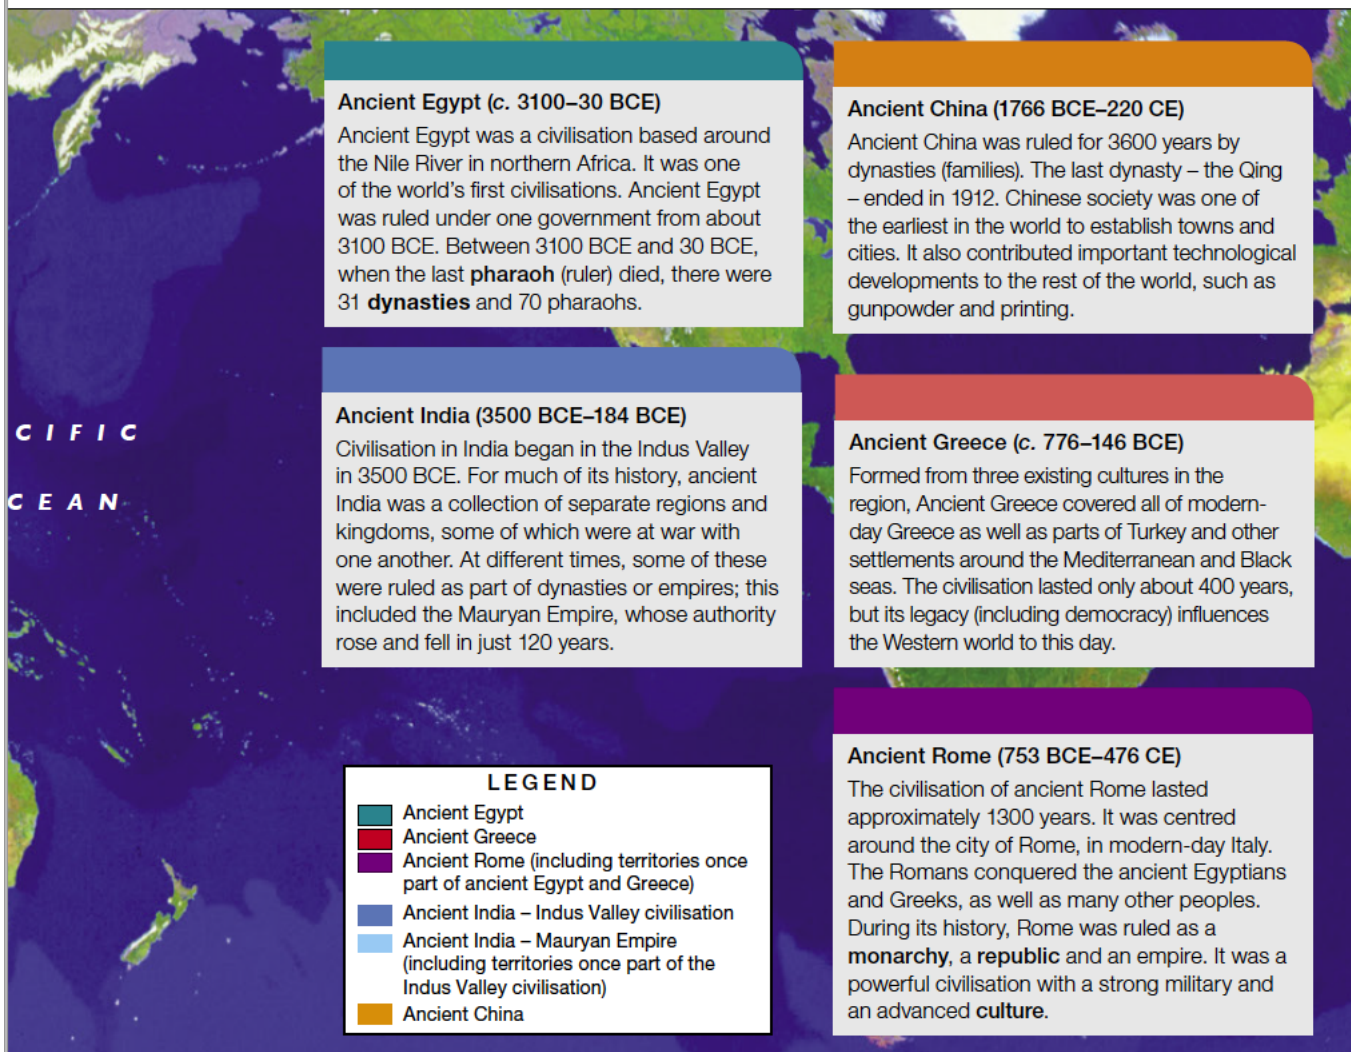 Ancient Egypt (c. 3100–30 BCE)
Ancient Egypt was a civilisation based around
the Nile River in northern Africa. It was one
of the world's first civilisations. Ancient Egypt
was ruled under one government from about
3100 BCE. Between 3100 BCE and 30 BCE,
when the last pharaoh (ruler) died, there were
31 dynasties and 70 pharaohs.
Ancient China (1766 BCE–220 CE)
Ancient China was ruled for 3600 years by
dynasties (families). The last dynasty – the Qing
– ended in 1912. Chinese society was one of
the earliest in the world to establish towns and
cities. It also contributed important technological
developments to the rest of the world, such as
gunpowder and printing.
Ancient India (3500 BCE–184 BCE)
Civilisation in India began in the Indus Valley
in 3500 BCE. For much of its history, ancient
India was a collection of separate regions and
kingdoms, some of which were at war with
one another. At different times, some of these
were ruled as part of dynasties or empires; this
included the Mauryan Empire, whose authority
rose and fell in just 120 years.
Ancient Greece (c. 776–146 BCE)
Formed from three existing cultures in the
region, Ancient Greece covered all of modern-
day Greece as well as parts of Turkey and other
settlements around the Mediterranean and Black
seas. The civilisation lasted only about 400 years,
but its legacy (including democracy) influences
the Western world to this day.
CIFIC
CEAN
Ancient Rome (753 BCE–476 CE)
The civilisation of ancient Rome lasted
approximately 1300 years. It was centred
around the city of Rome, in modern-day Italy.
The Romans conquered the ancient Egyptians
and Greeks, as well as many other peoples.
During its history, Rome was ruled as a
monarchy, a republic and an empire. It was a
powerful civilisation with a strong military and
an advanced culture.
LEGEND
Ancient Egypt
Ancient Greece
Ancient Rome (including territories once
part of ancient Egypt and Greece)
Ancient India – Indus Valley civilisation
Ancient India – Mauryan Empire
(including territories once part of the
Indus Valley civilisation)
Ancient China